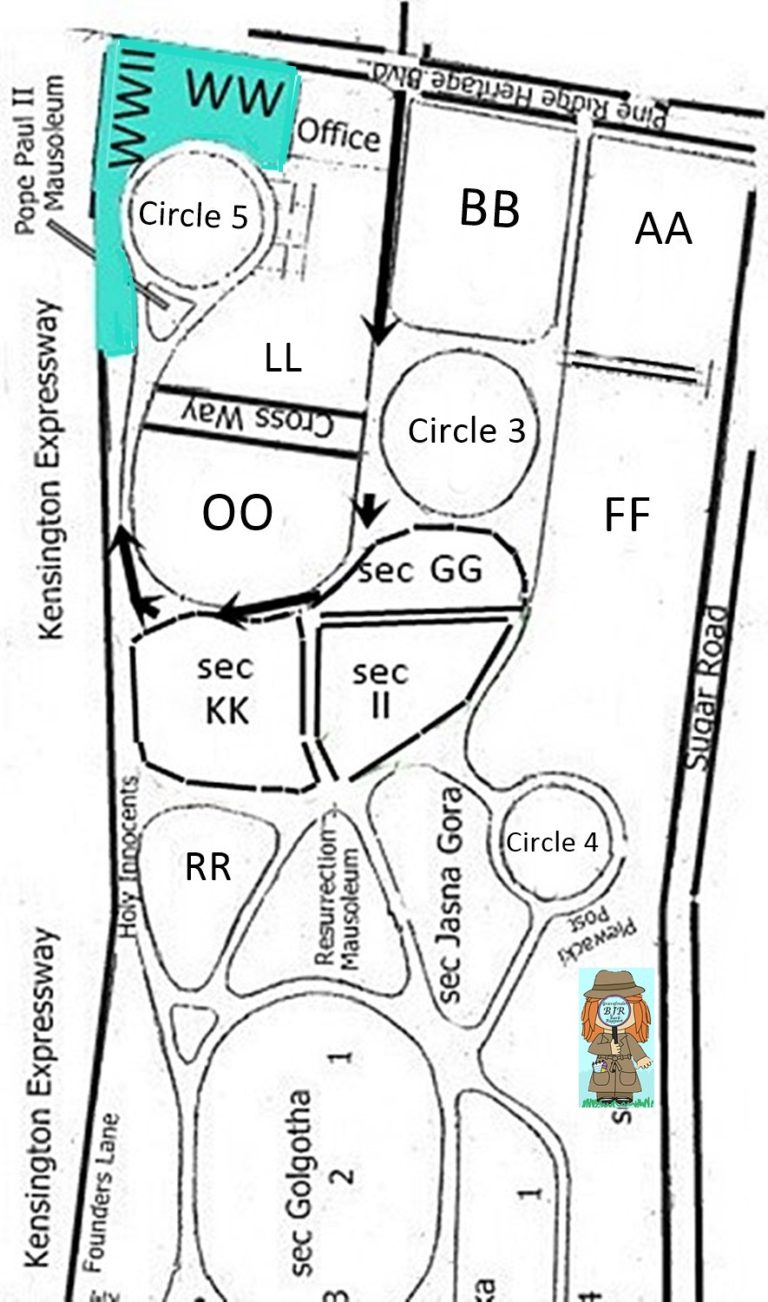 Pine Ridge Heritage Blvd.
WWII
WW
Office
Pope Paul II
Mausoleum
Circle 5
BB
AA
LL
Cross Way
Circle 3
Kensington Expressway
OO
FF
sec GG
sec
KK
sec
II
Sugar Road
Holy Innocents
RR
Resurrection
Mausoleum
sec Jasna Gora
Circle 4
Plewacki
Post
BJR
Kensington Expressway
Founders Lane
sec Golgotha
1
2
3
1
4